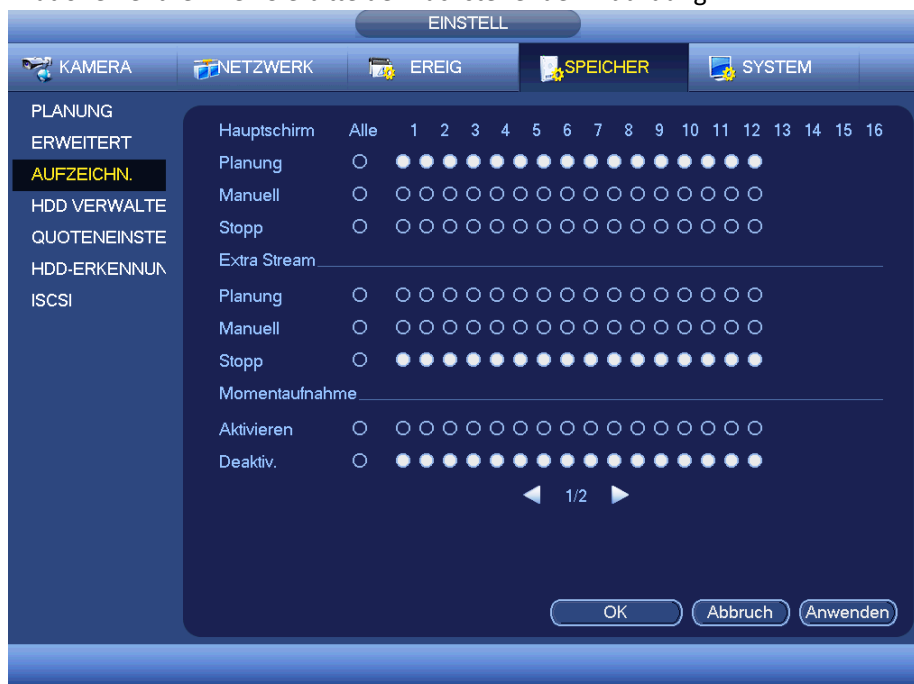 EINSTELL
KAMERA NETZWERK EREIG SPEICHER SYSTEM
PLANUNG
ERWEITERT
AUFZEICHN.
HDD VERWALTE
QUOTENEINSTE
HDD-ERKENNUN
ISCSI
Hauptschirm Alle 1 2 3 4 5 6 7 8 9 10 11 12 13 14 15 16
Planung
Manuell
Stopp
Extra Stream
Planung
Manuell
Stopp
Momentaufnahme
Aktivieren
Deaktiv.
1/2
OK Abbruch Anwenden